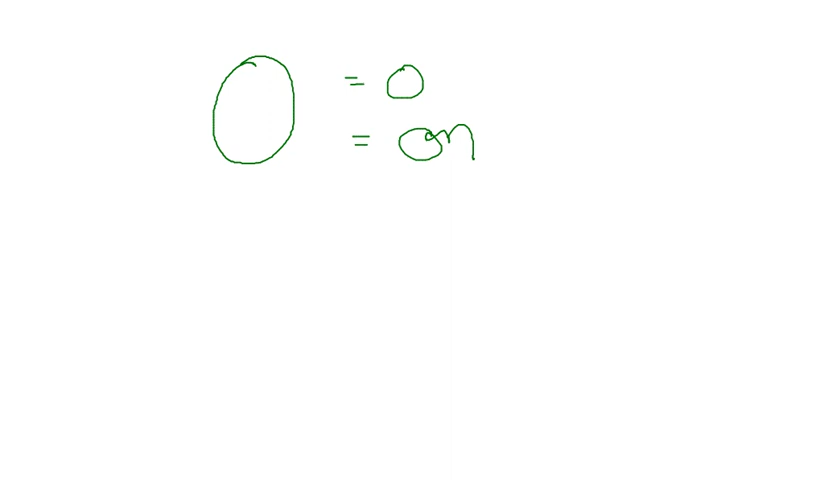 O = o
= on